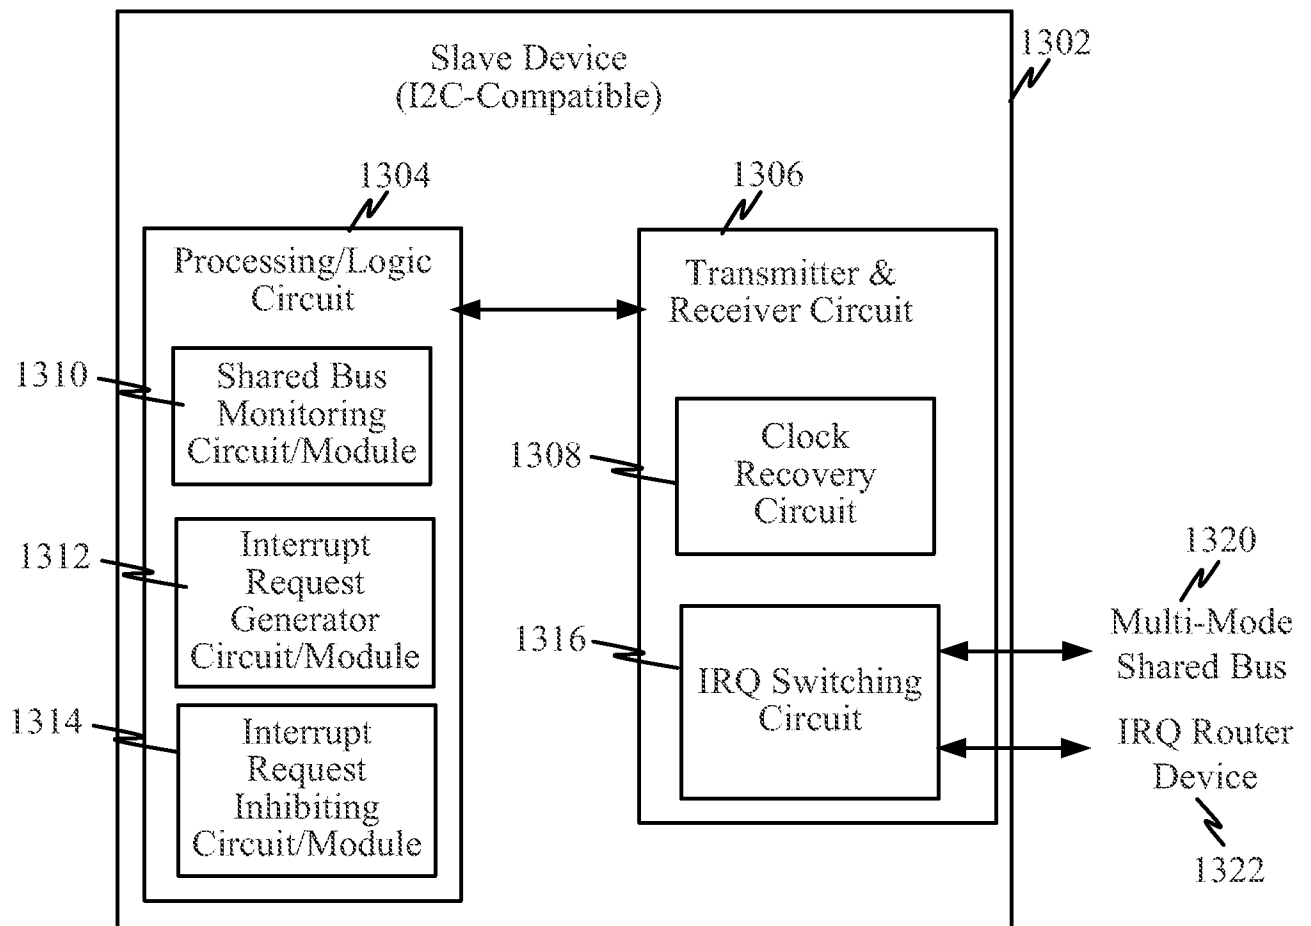 1302
Slave Device
(I2C-Compatible)
1304
1306
Processing/Logic
Circuit
Transmitter &
Receiver Circuit
1310
Shared Bus
Monitoring
Circuit/Module
1308
Clock
Recovery
Circuit
1312
Interrupt
Request
Generator
Circuit/Module
1320
Multi-Mode
Shared Bus
1316
IRQ Switching
Circuit
1314
Interrupt
Request
Inhibiting
Circuit/Module
IRQ Router
Device
1322